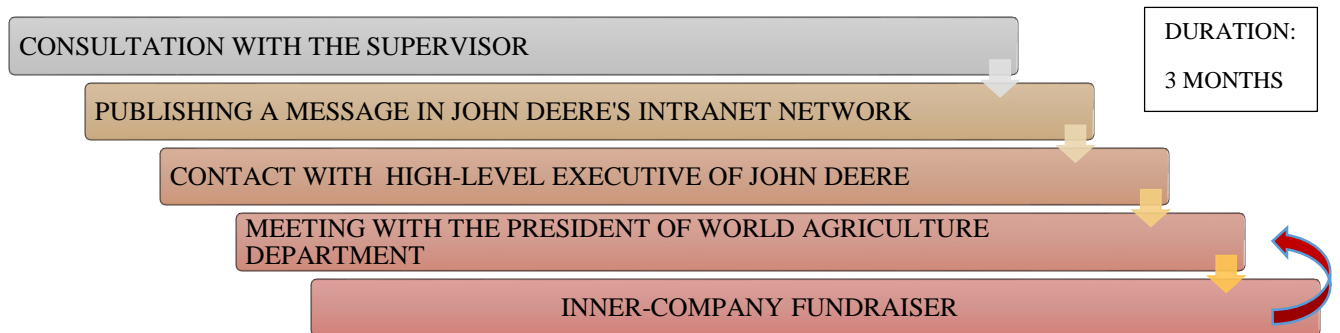 CONSULTATION WITH THE SUPERVISOR
DURATION:
3 MONTHS
PUBLISHING A MESSAGE IN JOHN DEERE'S INTRANET NETWORK
CONTACT WITH HIGH-LEVEL EXECUTIVE OF JOHN DEERE
MEETING WITH THE PRESIDENT OF WORLD AGRICULTURE
DEPARTMENT
INNER-COMPANY FUNDRAISER